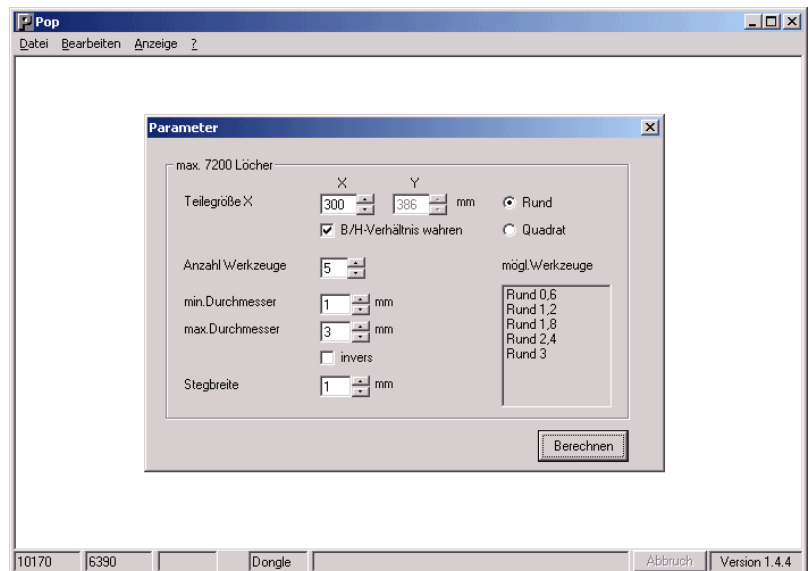 Pop
Datei Bearbeiten Anzeige ?
Parameter
max. 7200 Löcher
X Y
Teilegröße X 300 386 mm Rund
B/H-Verhältnis wahren Quadrat
Anzahl Werkzeuge 5 mögl.Werkzeuge
min.Durchmesser 1 mm
max.Durchmesser 3 mm
invers
Stegbreite 1 mm
Rund 0,6
Rund 1,2
Rund 1,8
Rund 2,4
Rund 3
Berechnen
10170 6390 Dongle Abbruch Version 1.4.4